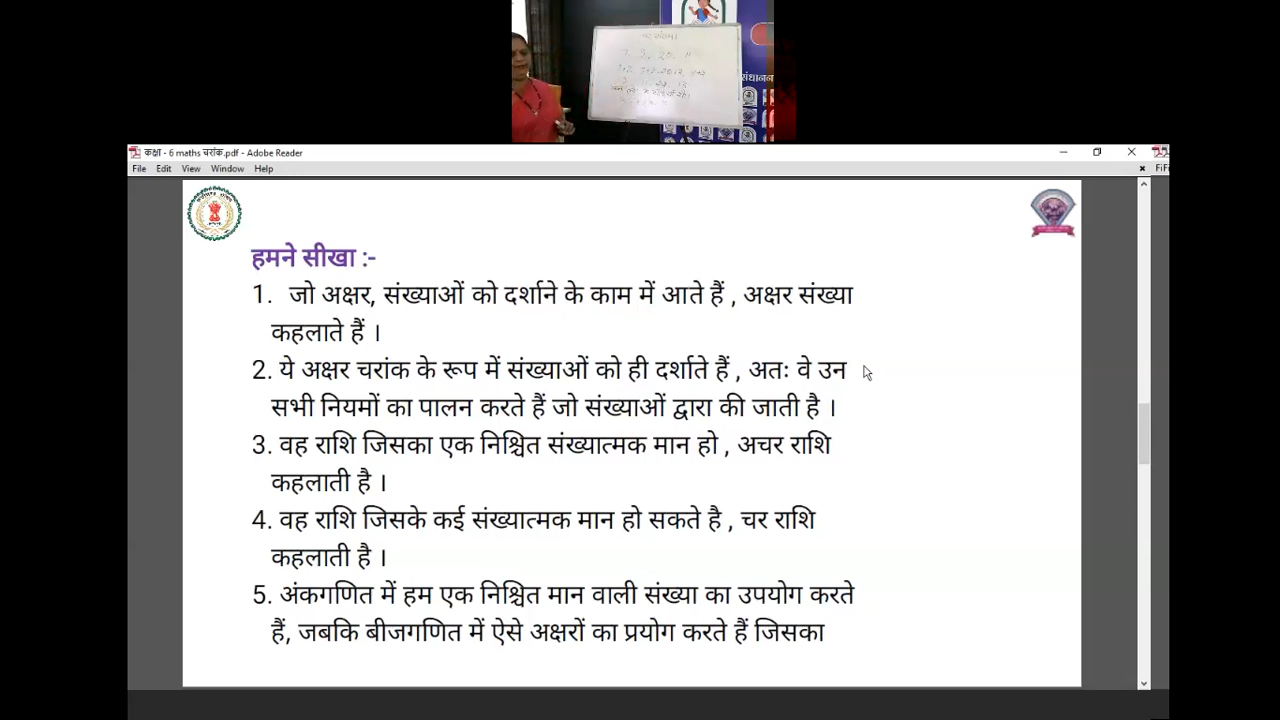 संधानन
कक्षा - 6 maths चरांक.pdf - Adobe Reader
File Edit View Window Help
हमने सीखा :-
1. जो अक्षर, संख्याओं को दर्शाने के काम में आते हैं , अक्षर संख्या
कहलाते हैं ।
2. ये अक्षर चरांक के रूप में संख्याओं को ही दर्शाते हैं , अतः वे उन
सभी नियमों का पालन करते हैं जो संख्याओं द्वारा की जाती है ।
3. वह राशि जिसका एक निश्चित संख्यात्मक मान हो , अचर राशि
कहलाती है ।
4. वह राशि जिसके कई संख्यात्मक मान हो सकते है , चर राशि
कहलाती है ।
5. अंकगणित में हम एक निश्चित मान वाली संख्या का उपयोग करते
हैं, जबकि बीजगणित में ऐसे अक्षरों का प्रयोग करते हैं जिसका